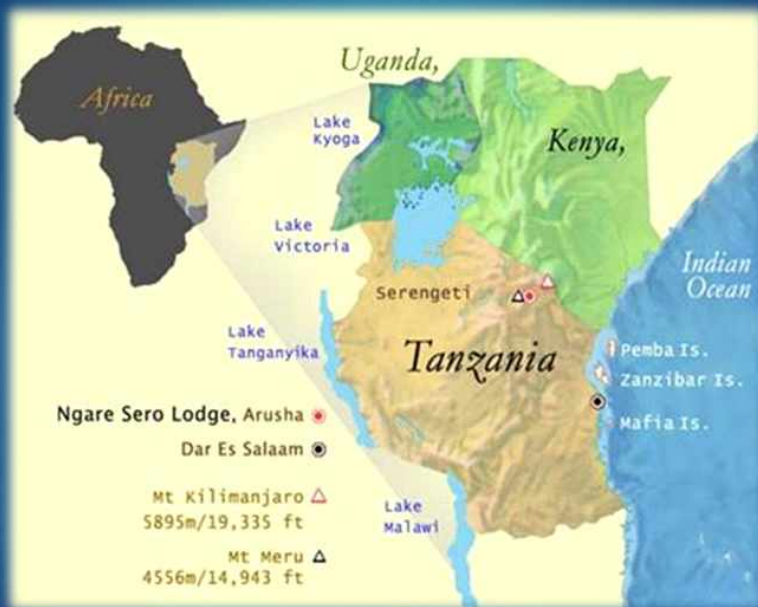 Africa
Uganda,
Lake
Kyoga
Kenya,
Lake
Victoria
Indian
Ocean
Serengeti
Lake
Tanganyika
Tanzania
Pemba Is.
Zanzibar Is.
Mafia Is.
Ngare Sero Lodge, Arusha
Dar Es Salaam
Mt Kilimanjaro
5895m/19,335 ft
Lake
Malawi
Mt Meru
4556m/14,943 ft